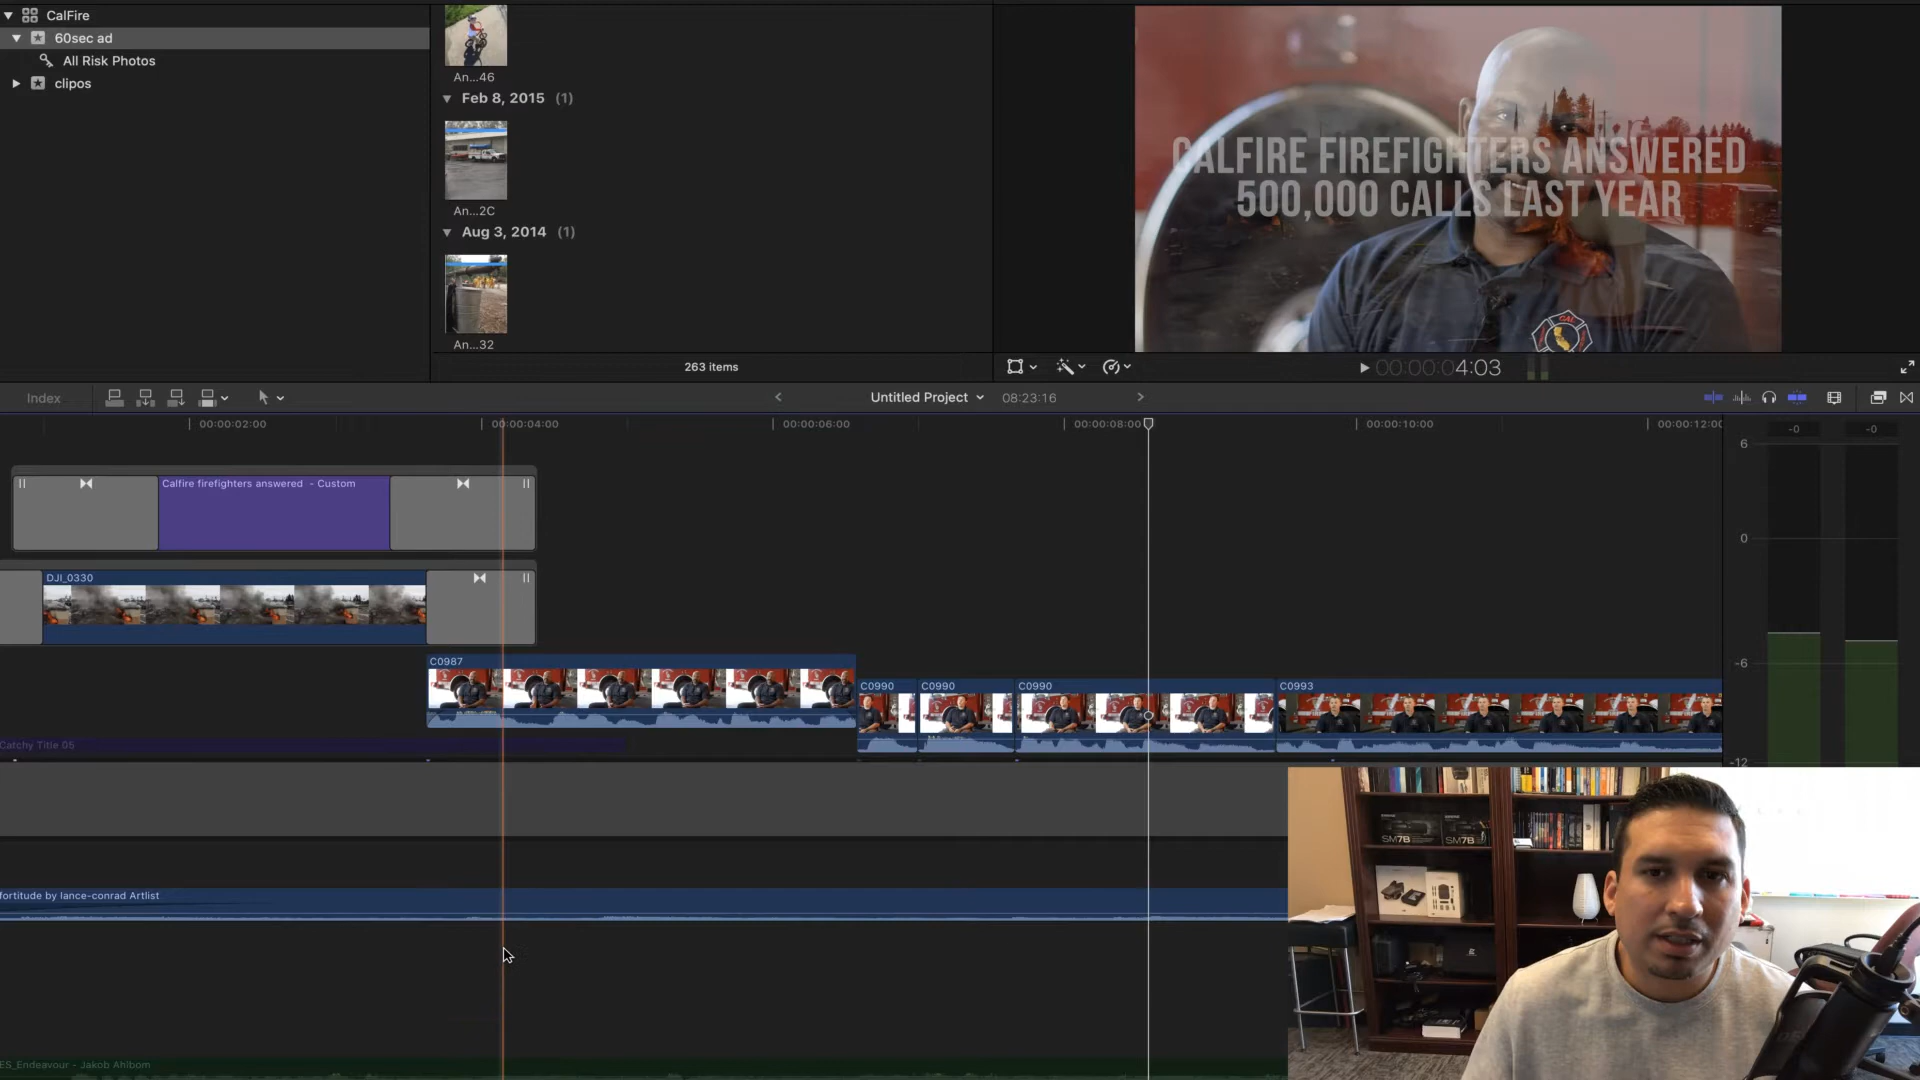 CalFire
60sec ad
All Risk Photos
clipos
An...46
Feb 8, 2015 (1)
An...2C
Aug 3, 2014 (1)
An...32
263 items
CALFIRE FIREFIGHTERS ANSWERED
500,000 CALLS LAST YEAR
CAL
00:00:00:04:03
Index
Untitled Project
08:23:16
00:00:02:00
00:00:04:00
00:00:06:00
00:00:08:00
00:00:10:00
00:00:12:00
-0
-0
6
0
-6
-12
Calfire firefighters answered - Custom
DJI_0330
C0987
C0990
C0990
C0990
C0993
Catchy Title 05
fortitude by lance-conrad Artlist
ES_Endeavour - Jakob Ahlbom
SM7B
SM7B